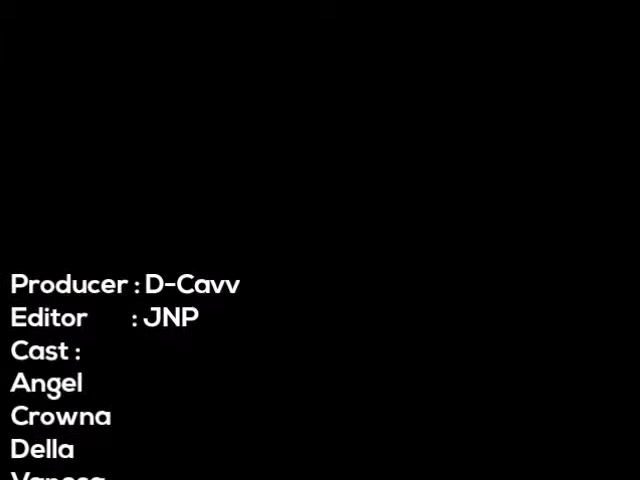 Producer : D-Cavv
Editor : JNP
Cast :
Angel
Crowna
Della